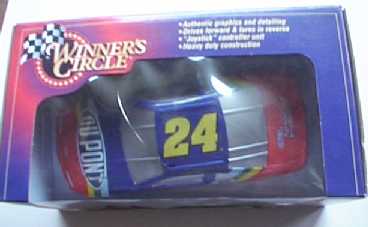 WINNER'S
CIRCLE
• Authentic graphics and detailing
• Drives forward & turns in reverse
• "Joystick" controller unit
• Heavy duty construction
24
DUPONT